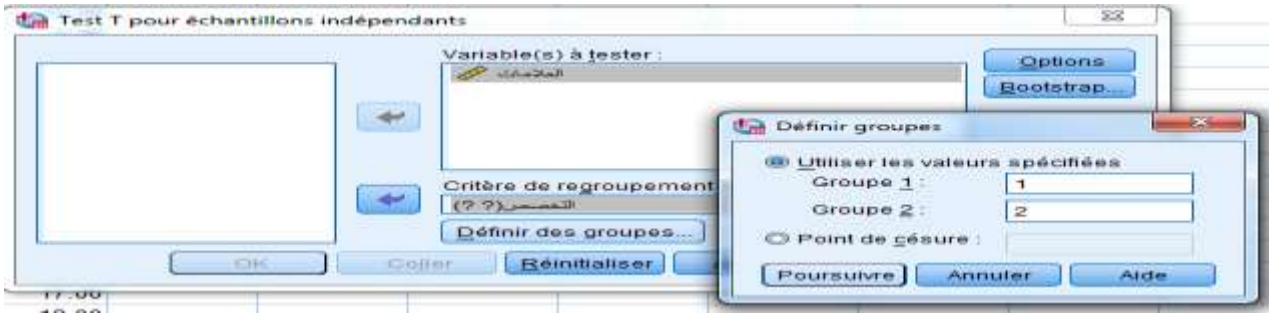 Test T pour échantillons indépendants
Variable(s) à tester :
العلامات
Options
Bootstrap...
Critère de regroupement
التخصص(? ?)
Définir des groupes...
OK
Coller
Réinitialiser
Définir groupes
Utiliser les valeurs spécifiées
Groupe 1 :
1
Groupe 2 :
2
Point de césure :
Poursuivre
Annuler
Aide